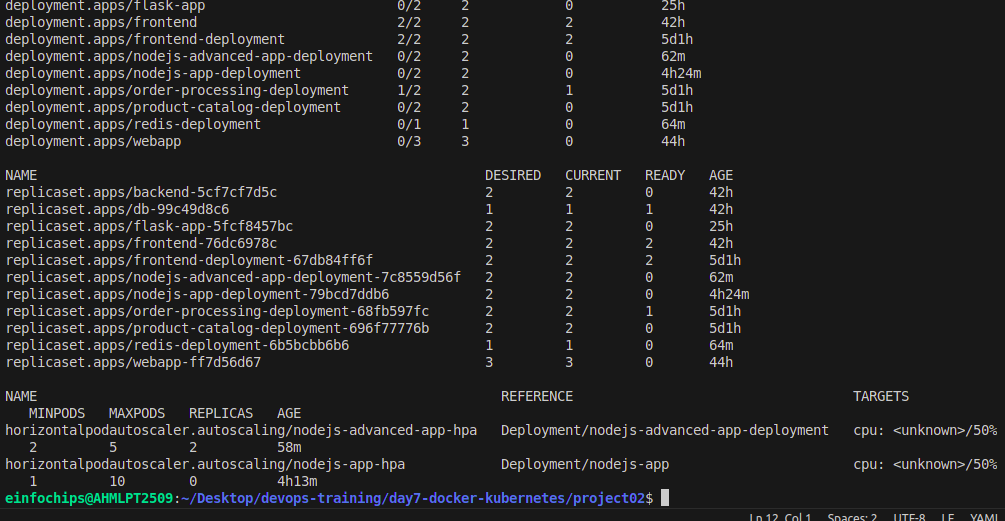 deployment.apps/flask-app 0/2 2 0 25h
deployment.apps/frontend 2/2 2 2 42h
deployment.apps/frontend-deployment 2/2 2 2 5d1h
deployment.apps/nodejs-advanced-app-deployment 0/2 2 0 62m
deployment.apps/nodejs-app-deployment 0/2 2 0 4h24m
deployment.apps/order-processing-deployment 1/2 2 1 5d1h
deployment.apps/product-catalog-deployment 0/2 2 0 5d1h
deployment.apps/redis-deployment 0/1 1 0 64m
deployment.apps/webapp 0/3 3 0 44h
NAME DESIRED CURRENT READY AGE
replicaset.apps/backend-5cf7cf7d5c 2 2 0 42h
replicaset.apps/db-99c49d8c6 1 1 1 42h
replicaset.apps/flask-app-5fcf8457bc 2 2 0 25h
replicaset.apps/frontend-76dc6978c 2 2 2 42h
replicaset.apps/frontend-deployment-67db84ff6f 2 2 2 5d1h
replicaset.apps/nodejs-advanced-app-deployment-7c8559d56f 2 2 0 62m
replicaset.apps/nodejs-app-deployment-79bcd7ddb6 2 2 0 4h24m
replicaset.apps/order-processing-deployment-68fb597fc 2 2 1 5d1h
replicaset.apps/product-catalog-deployment-696f77776b 2 2 0 5d1h
replicaset.apps/redis-deployment-6b5bcbb6b6 1 1 0 64m
replicaset.apps/webapp-ff7d56d67 3 3 0 44h
NAME REFERENCE TARGETS
MINPODS MAXPODS REPLICAS AGE
horizontalpodautoscaler.autoscaling/nodejs-advanced-app-hpa Deployment/nodejs-advanced-app-deployment cpu: <unknown>/50%
2 5 2 58m
horizontalpodautoscaler.autoscaling/nodejs-app-hpa Deployment/nodejs-app cpu: <unknown>/50%
1 10 0 4h13m
einfochips@AHMLPT2509:~/Desktop/devops-training/day7-docker-kubernetes/project02$
Ln 12, Col 1 Spaces: 2 UTF-8 LF YAML